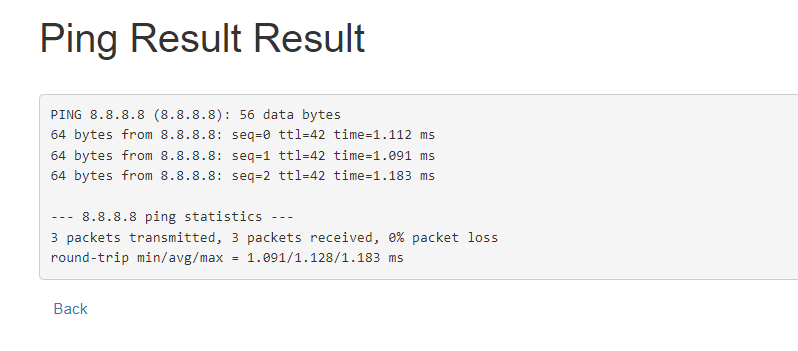 Ping Result Result
PING 8.8.8.8 (8.8.8.8): 56 data bytes
64 bytes from 8.8.8.8: seq=0 ttl=42 time=1.112 ms
64 bytes from 8.8.8.8: seq=1 ttl=42 time=1.091 ms
64 bytes from 8.8.8.8: seq=2 ttl=42 time=1.183 ms
--- 8.8.8.8 ping statistics ---
3 packets transmitted, 3 packets received, 0% packet loss
round-trip min/avg/max = 1.091/1.128/1.183 ms
Back